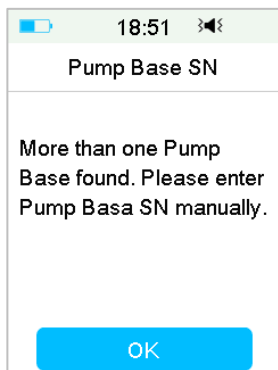 18:51
Pump Base SN
More than one Pump
Base found. Please enter
Pump Basa SN manually.
OK